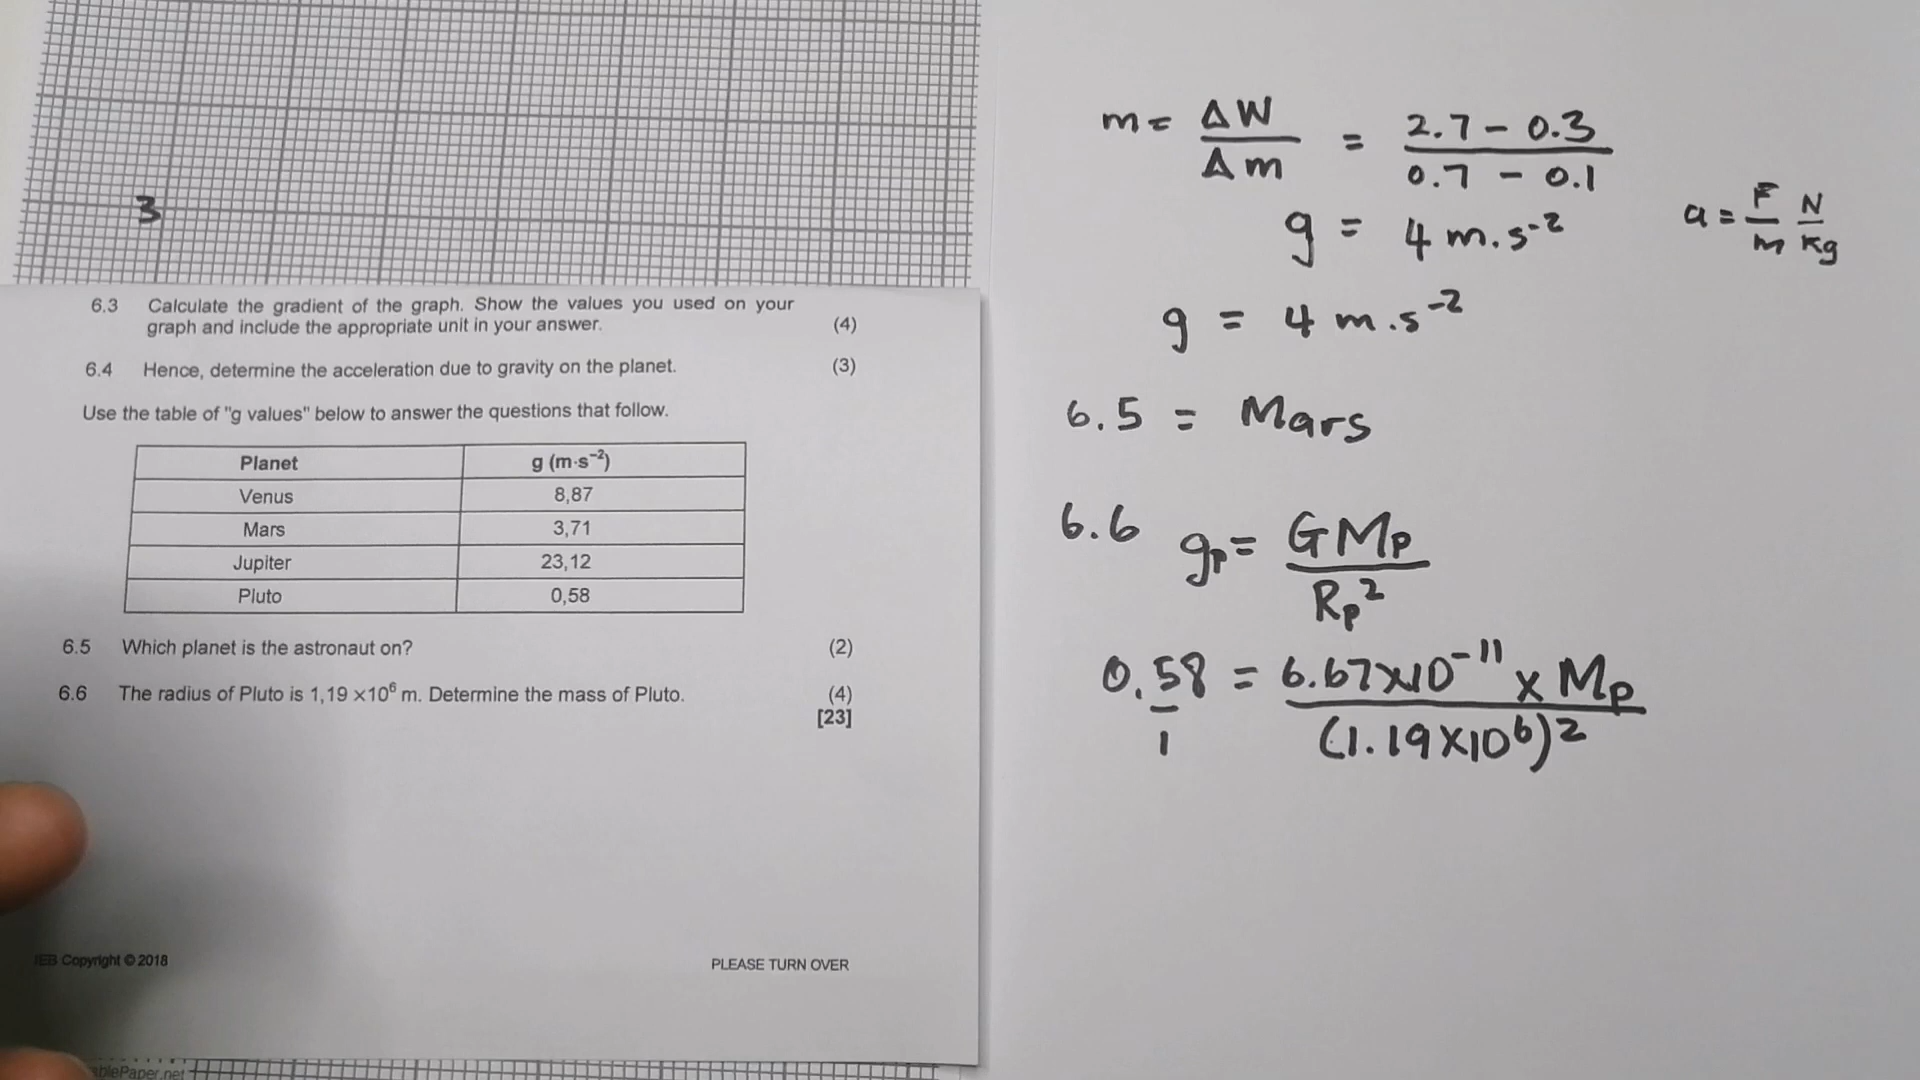 3
6.3 Calculate the gradient of the graph. Show the values you used on your
graph and include the appropriate unit in your answer. (4)
6.4 Hence, determine the acceleration due to gravity on the planet. (3)
Use the table of "g values" below to answer the questions that follow.
Planet g (m·s⁻²)
Venus 8,87
Mars 3,71
Jupiter 23,12
Pluto 0,58
6.5 Which planet is the astronaut on? (2)
6.6 The radius of Pluto is 1,19 ×10⁶ m. Determine the mass of Pluto. (4)
[23]
IEB Copyright © 2018
PLEASE TURN OVER
m = ΔW/Δm = 2.7 - 0.3/0.7 - 0.1
g = 4 m.s⁻²
a = F/m N/kg
g = 4 m.s⁻²
6.5 = Mars
6.6 gₚ = GMₚ/Rₚ²
0.58/1 = 6.67×10⁻¹¹ × Mₚ/(1.19×10⁶)²